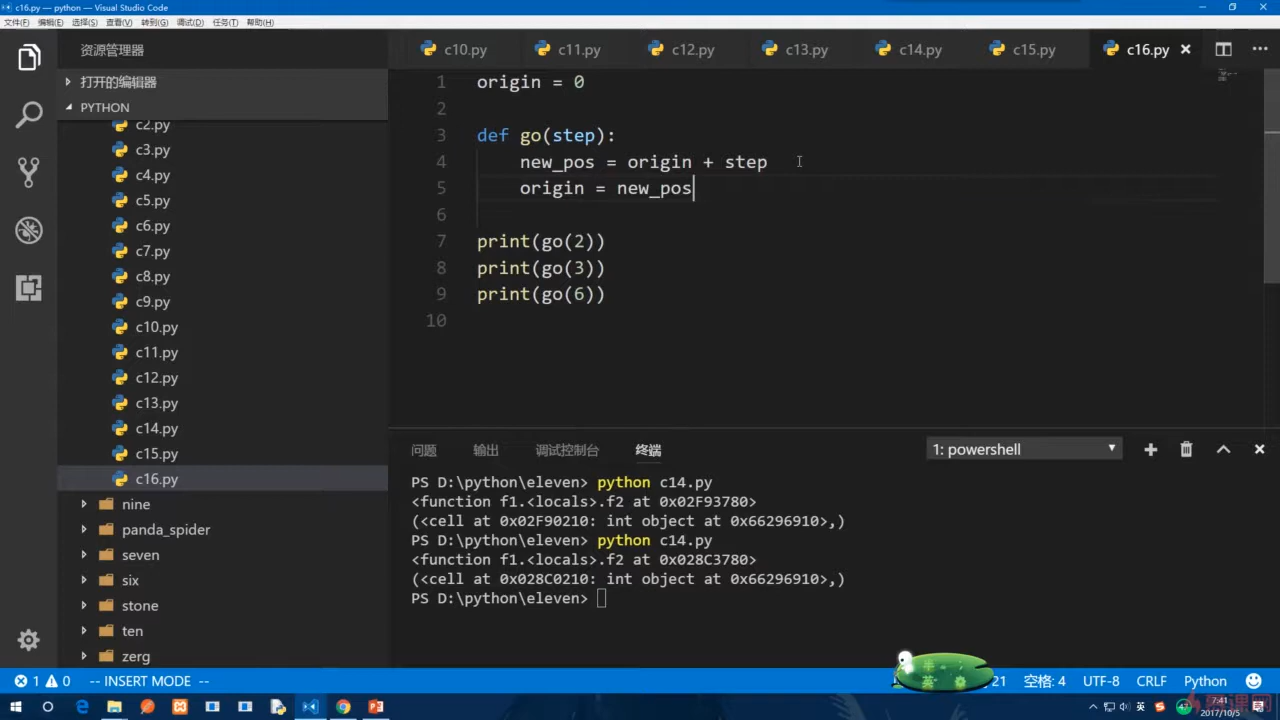 c16.py — python — Visual Studio Code
文件(F) 编辑(E) 选择(S) 查看(V) 转到(G) 调试(D) 任务(T) 帮助(H)
资源管理器
c10.py c11.py c12.py c13.py c14.py c15.py c16.py
打开的编辑器
PYTHON
c2.py
c3.py
c4.py
c5.py
c6.py
c7.py
c8.py
c9.py
c10.py
c11.py
c12.py
c13.py
c14.py
c15.py
c16.py
nine
panda_spider
seven
six
stone
ten
zerg
1 origin = 0
2
3 def go(step):
4 new_pos = origin + step
5 origin = new_pos
6
7 print(go(2))
8 print(go(3))
9 print(go(6))
10
问题 输出 调试控制台 终端 1: powershell
PS D:\python\eleven> python c14.py
<function f1.<locals>.f2 at 0x02F93780>
(<cell at 0x02F90210: int object at 0x66296910>,)
PS D:\python\eleven> python c14.py
<function f1.<locals>.f2 at 0x028C3780>
(<cell at 0x028C0210: int object at 0x66296910>,)
PS D:\python\eleven>
1 0 -- INSERT MODE -- 21 空格: 4 UTF-8 CRLF Python
半
英
7:41
2017/10/5